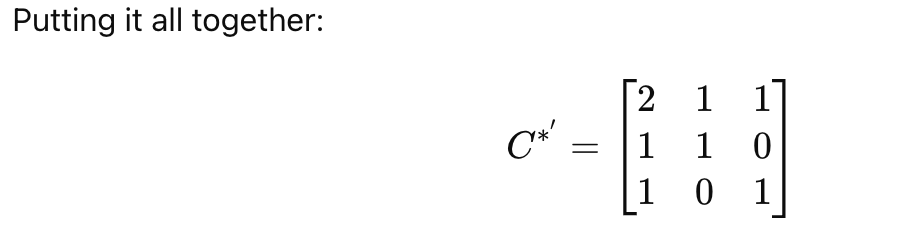 Putting it all together:
C*′ = [2 1 1
1 1 0
1 0 1]